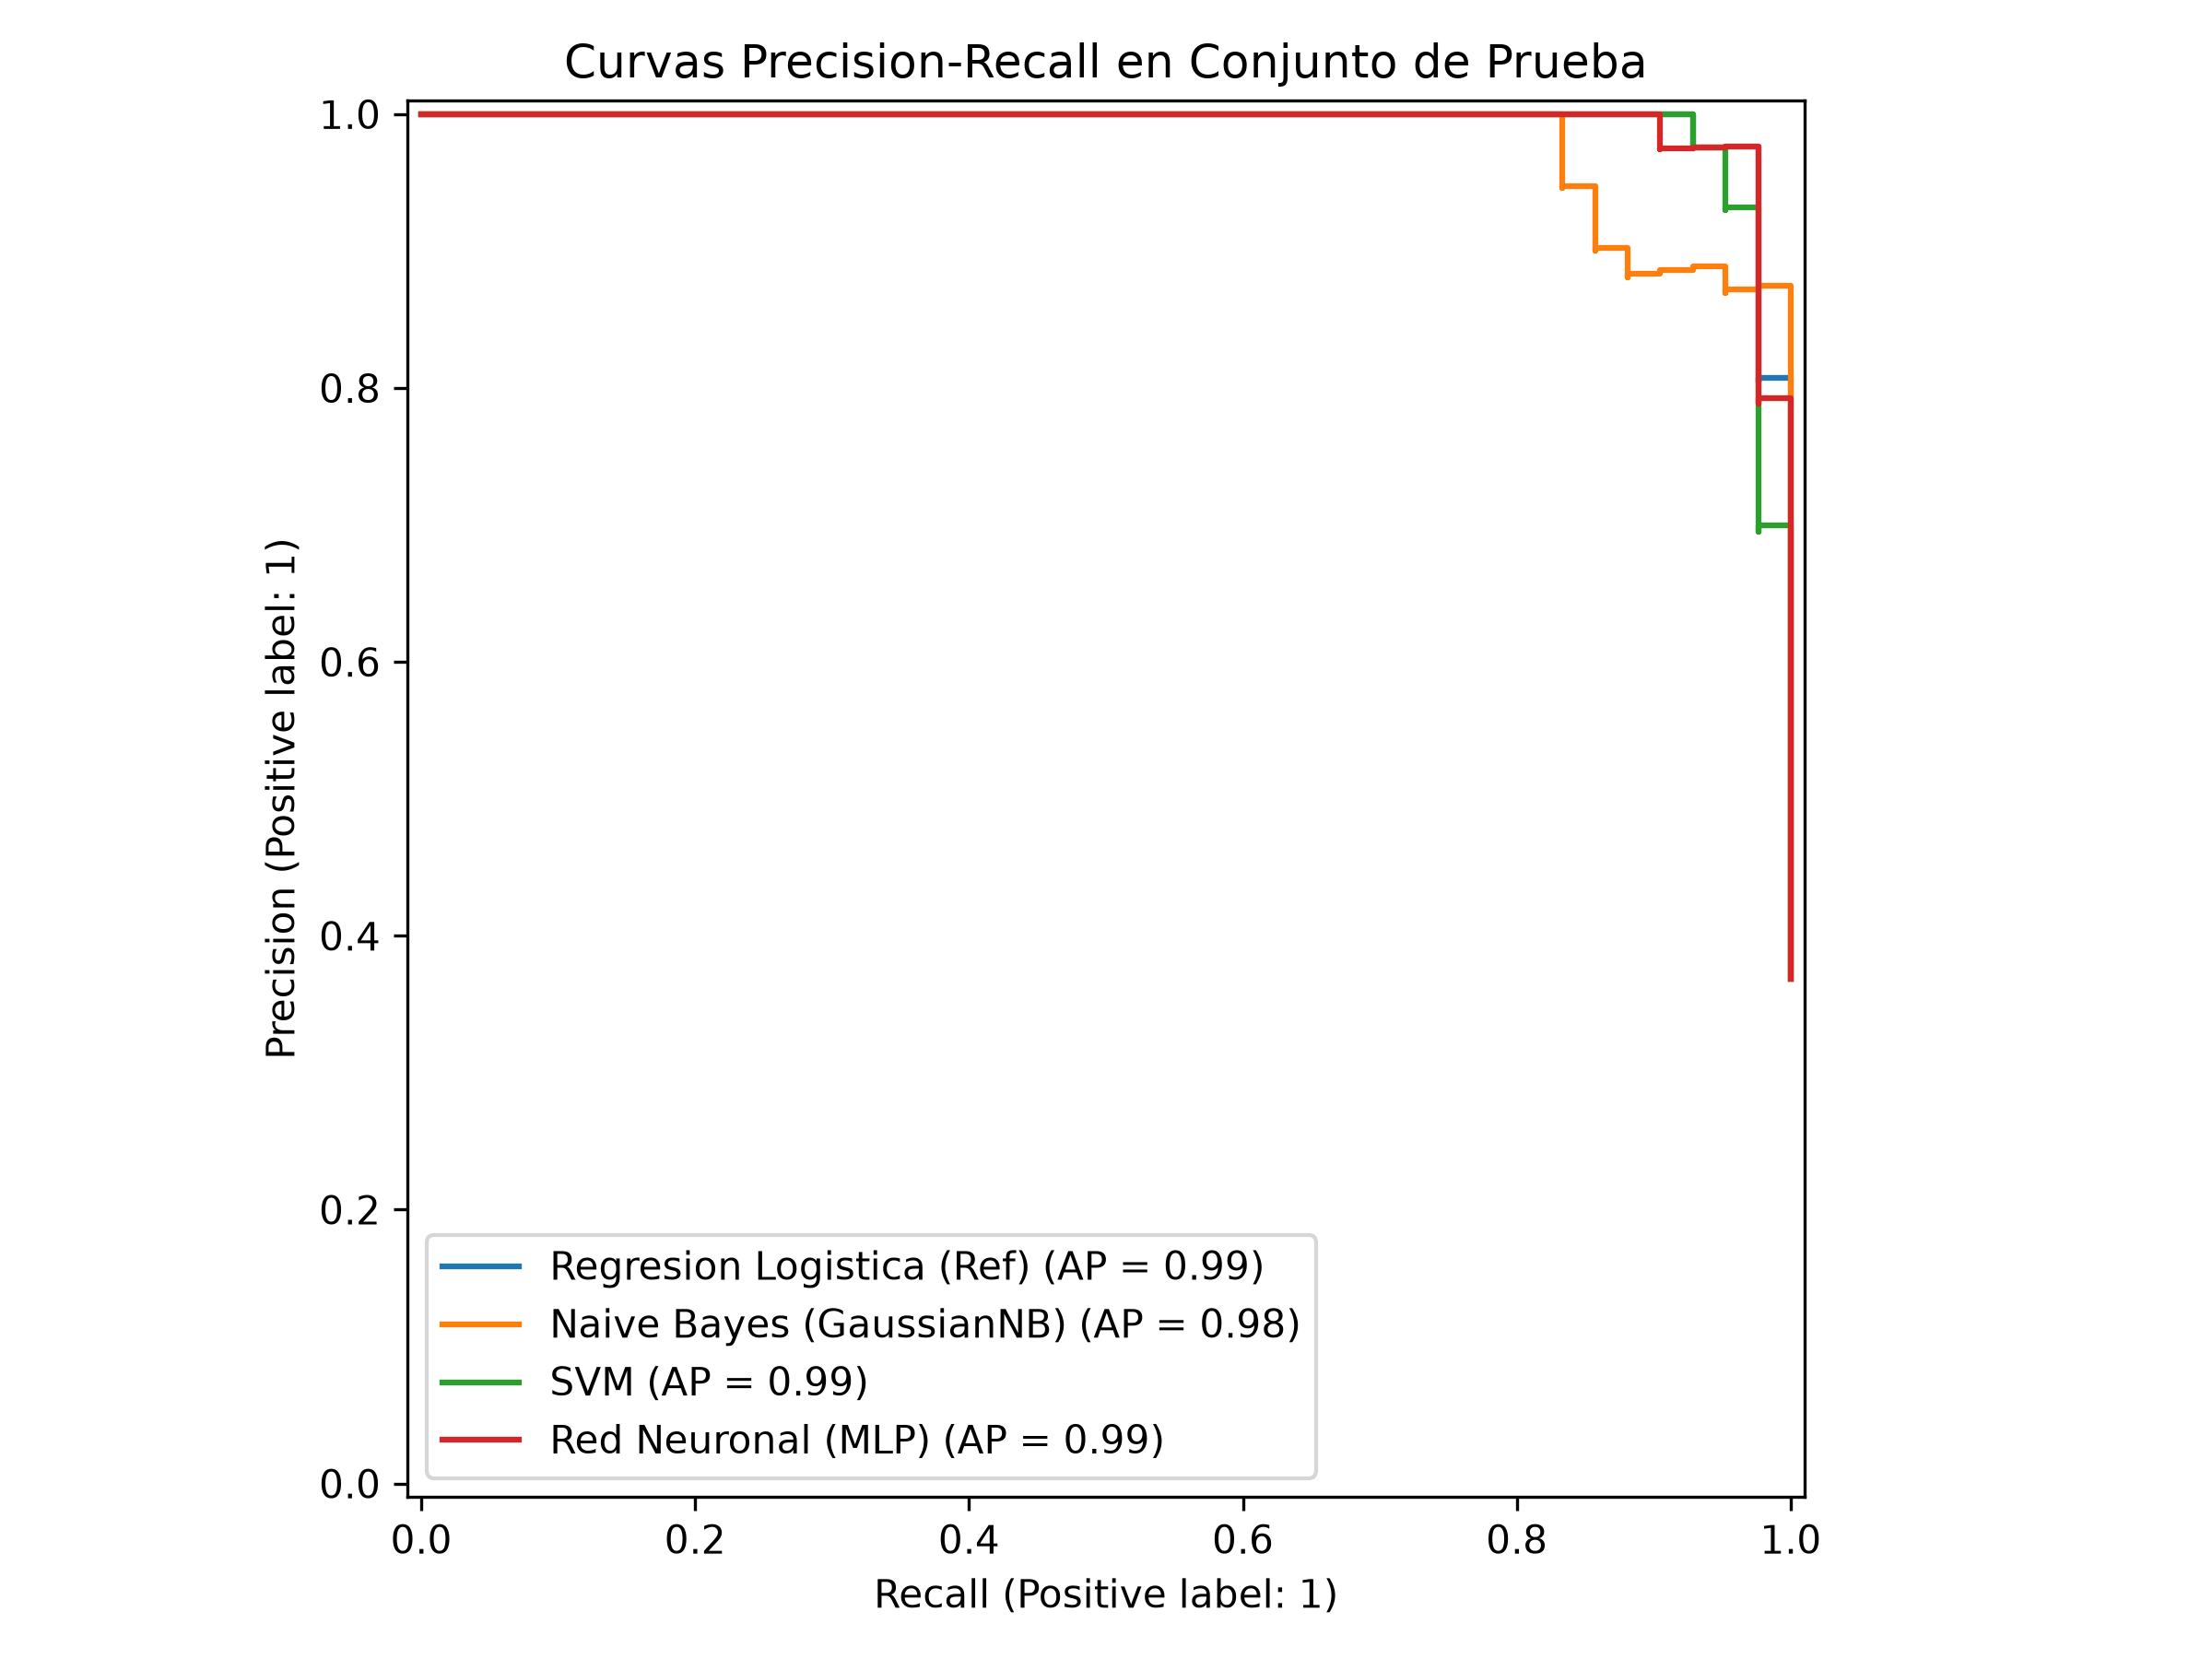 Curvas Precision-Recall en Conjunto de Prueba
1.0
0.8
0.6
0.4
0.2
0.0
Precision (Positive label: 1)
Regresion Logistica (Ref) (AP = 0.99)
Naive Bayes (GaussianNB) (AP = 0.98)
SVM (AP = 0.99)
Red Neuronal (MLP) (AP = 0.99)
0.0 0.2 0.4 0.6 0.8 1.0
Recall (Positive label: 1)